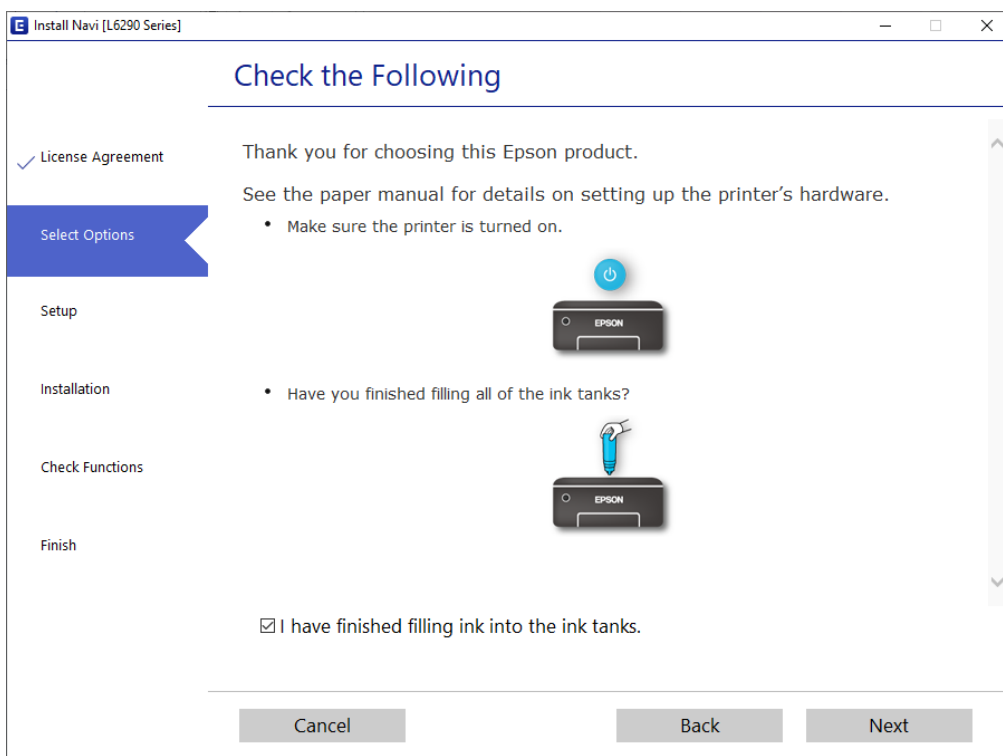 Install Navi [L6290 Series]
Check the Following
License Agreement
Select Options
Setup
Installation
Check Functions
Finish
Thank you for choosing this Epson product.
See the paper manual for details on setting up the printer’s hardware.
• Make sure the printer is turned on.
EPSON
• Have you finished filling all of the ink tanks?
EPSON
I have finished filling ink into the ink tanks.
Cancel
Back
Next